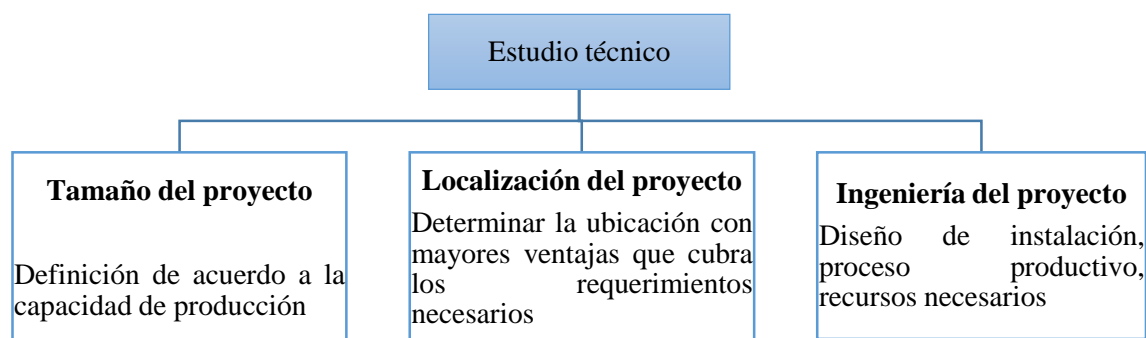 Estudio técnico
Tamaño del proyecto
Definición de acuerdo a la
capacidad de producción
Localización del proyecto
Determinar la ubicación con
mayores ventajas que cubra
los requerimientos
necesarios
Ingeniería del proyecto
Diseño de instalación,
proceso productivo,
recursos necesarios